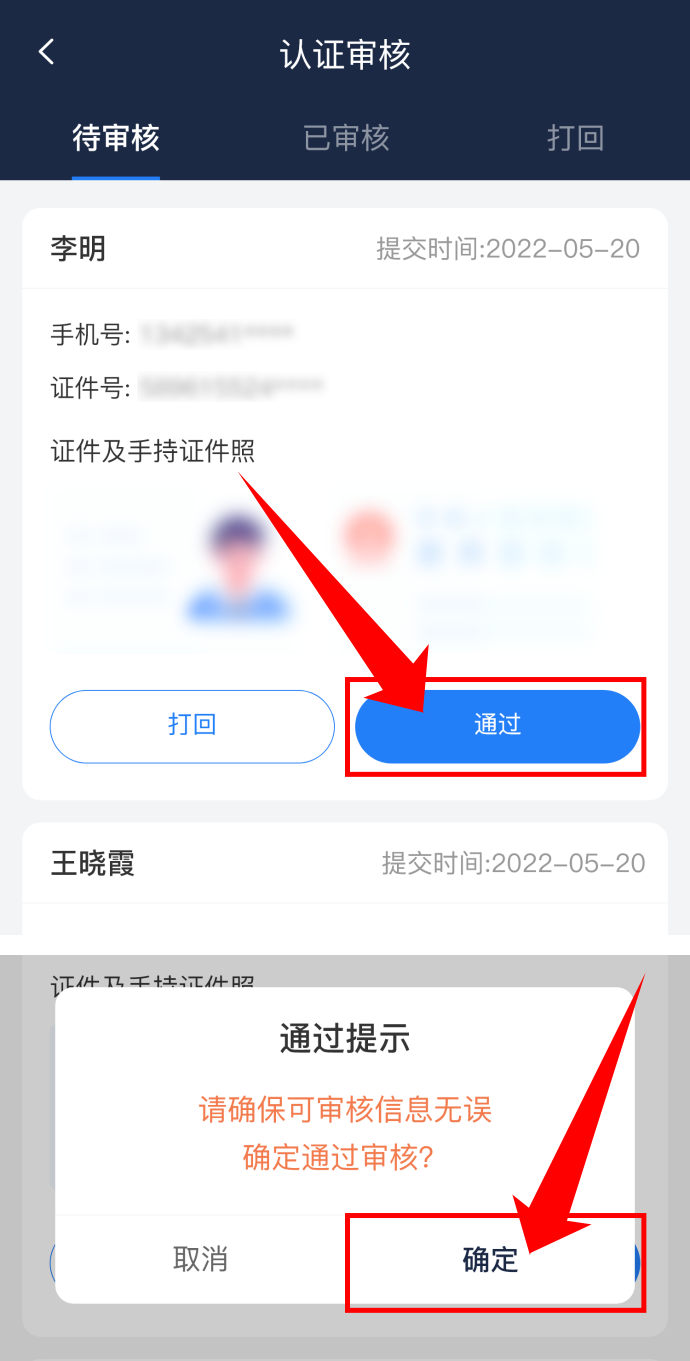 认证审核
待审核 已审核 打回
李明 提交时间:2022-05-20
手机号:
证件号:
证件及手持证件照
打回 通过
王晓霞 提交时间:2022-05-20
证件及手持证件照
通过提示
请确保可审核信息无误
确定通过审核?
取消 确定